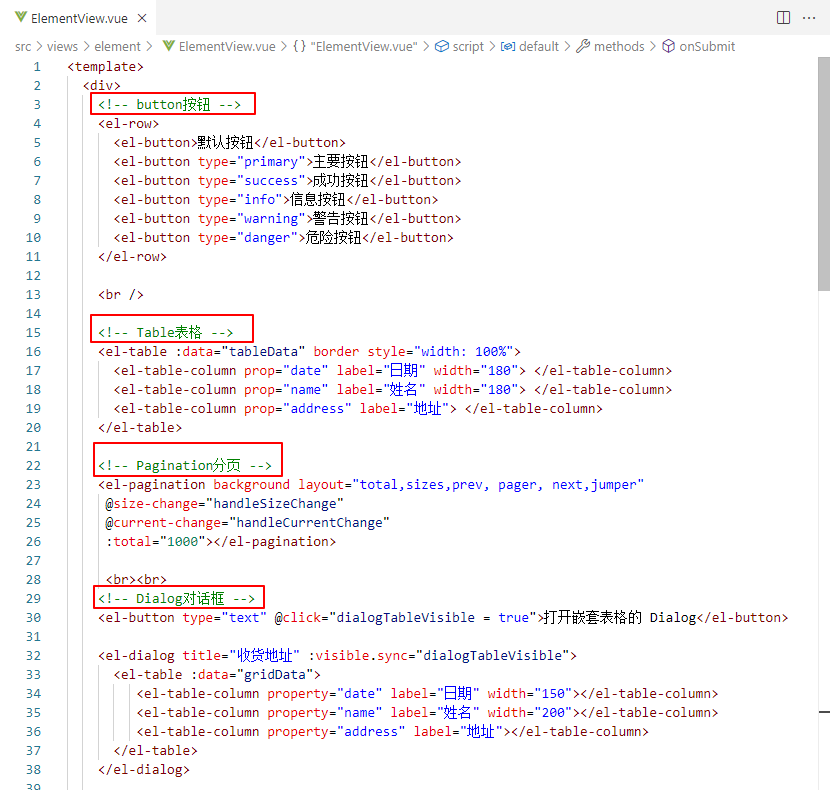 ElementView.vue
src > views > element > ElementView.vue > {} "ElementView.vue" > script > default > methods > onSubmit
1 <template>
2 <div>
3 <!-- button按钮 -->
4 <el-row>
5 <el-button>默认按钮</el-button>
6 <el-button type="primary">主要按钮</el-button>
7 <el-button type="success">成功按钮</el-button>
8 <el-button type="info">信息按钮</el-button>
9 <el-button type="warning">警告按钮</el-button>
10 <el-button type="danger">危险按钮</el-button>
11 </el-row>
12
13 <br />
14
15 <!-- Table表格 -->
16 <el-table :data="tableData" border style="width: 100%">
17 <el-table-column prop="date" label="日期" width="180"> </el-table-column>
18 <el-table-column prop="name" label="姓名" width="180"> </el-table-column>
19 <el-table-column prop="address" label="地址"> </el-table-column>
20 </el-table>
21
22 <!-- Pagination分页 -->
23 <el-pagination background layout="total,sizes,prev, pager, next,jumper"
24 @size-change="handleSizeChange"
25 @current-change="handleCurrentChange"
26 :total="1000"></el-pagination>
27
28 <br><br>
29 <!-- Dialog对话框 -->
30 <el-button type="text" @click="dialogTableVisible = true">打开嵌套表格的 Dialog</el-button>
31
32 <el-dialog title="收货地址" :visible.sync="dialogTableVisible">
33 <el-table :data="gridData">
34 <el-table-column property="date" label="日期" width="150"></el-table-column>
35 <el-table-column property="name" label="姓名" width="200"></el-table-column>
36 <el-table-column property="address" label="地址"></el-table-column>
37 </el-table>
38 </el-dialog>
39